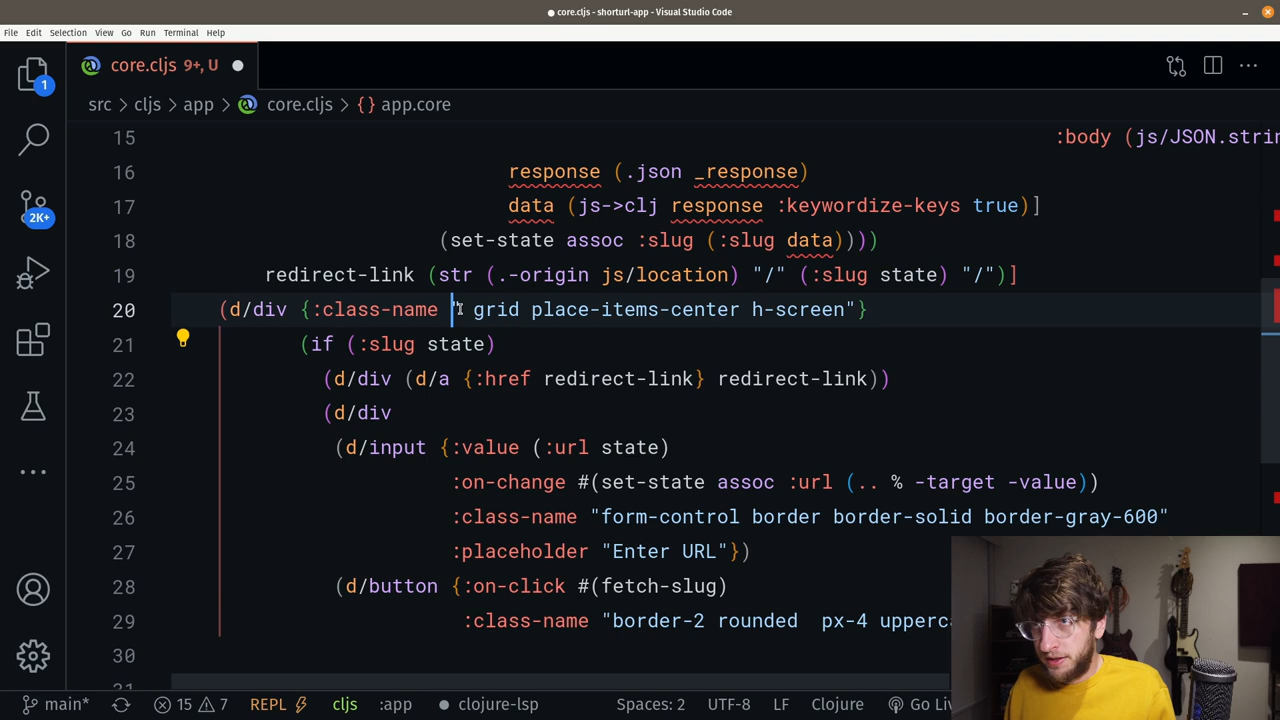 core.cljs - shorturl-app - Visual Studio Code
File Edit Selection View Go Run Terminal Help
1
core.cljs 9+, U
src > cljs > app > core.cljs > {} app.core
2K+
15 :body (js/JSON.strin
16 response (.json _response)
17 data (js->clj response :keywordize-keys true)]
18 (set-state assoc :slug (:slug data))))
19 redirect-link (str (.-origin js/location) "/" (:slug state) "/")]
20 (d/div {:class-name " grid place-items-center h-screen"}
21 (if (:slug state)
22 (d/div (d/a {:href redirect-link} redirect-link))
23 (d/div
24 (d/input {:value (:url state)
25 :on-change #(set-state assoc :url (.. % -target -value))
26 :class-name "form-control border border-solid border-gray-600"
27 :placeholder "Enter URL"})
28 (d/button {:on-click #(fetch-slug)
29 :class-name "border-2 rounded  px-4 upperca
30
main* 15 7 REPL cljs :app clojure-lsp Spaces: 2 UTF-8 LF Clojure Go Liv